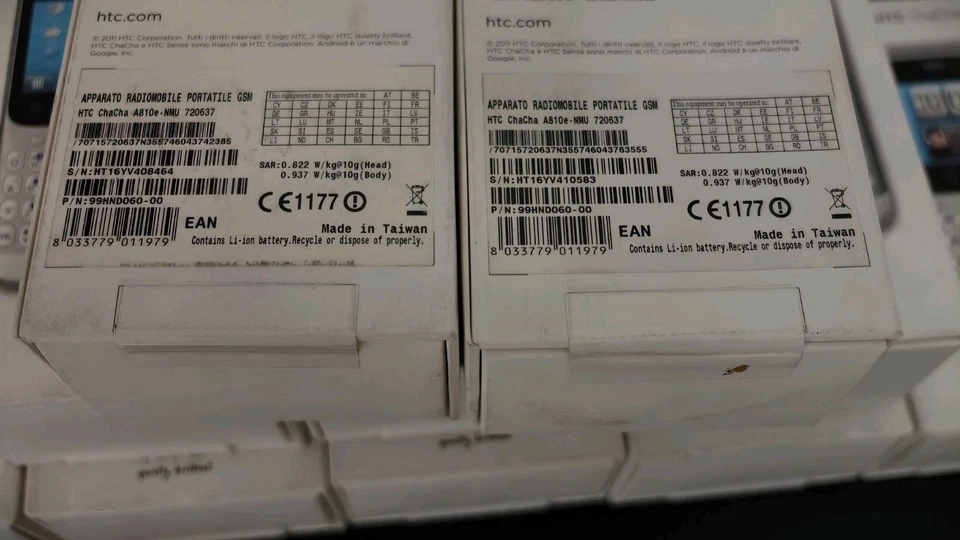 htc.com
© 2011 HTC Corporation. Tutti i diritti riservati. Il logo HTC, il logo HTC quietly brilliant,
HTC ChaCha e HTC Sense sono marchi di HTC Corporation. Android è un marchio di
Google, Inc.
APPARATO RADIOMOBILE PORTATILE GSM
HTC ChaCha A810e-NMU 720637
/70715720637N355746043742385
S/N:HT16YV408464
P/N:99HND060-00
EAN
8 033779 011979
This equipment may be operated in: AT BE
CY CZ DK EE FI FR
DE GR HU IE IT LV
LT LU MT NL PL PT
SK SI ES SE GB IS
LI NO CH BG RO TR
SAR:0.822 W/kg@10g(Head)
0.937 W/kg@10g(Body)
CE1177
Made in Taiwan
Contains Li-ion battery.Recycle or dispose of properly.
htc.com
© 2011 HTC Corporation. Tutti i diritti riservati. Il logo HTC, il logo HTC quietly brilliant,
HTC ChaCha e HTC Sense sono marchi di HTC Corporation. Android è un marchio di
Google, Inc.
APPARATO RADIOMOBILE PORTATILE GSM
HTC ChaCha A810e-NMU 720637
/70715720637N355746043763555
S/N:HT16YV410583
P/N:99HND060-00
EAN
8 033779 011979
This equipment may be operated in: AT BE
CY CZ DK EE FI FR
DE GR HU IE IT LV
LT LU MT NL PL PT
SK SI ES SE GB IS
LI NO CH BG RO TR
SAR:0.822 W/kg@10g(Head)
0.937 W/kg@10g(Body)
CE1177
Made in Taiwan
Contains Li-ion battery.Recycle or dispose of properly.
quietly brilliant